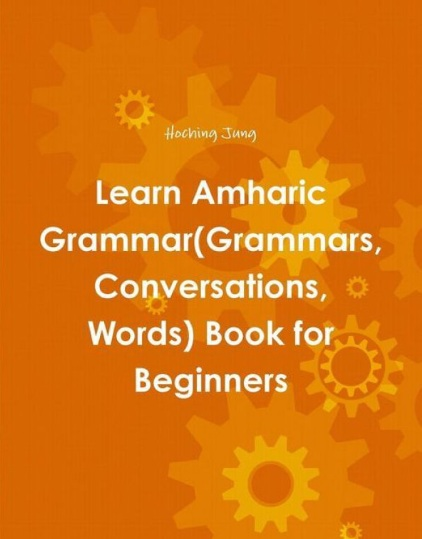 Hoching Jung
Learn Amharic
Grammar(Grammars,
Conversations,
Words) Book for
Beginners